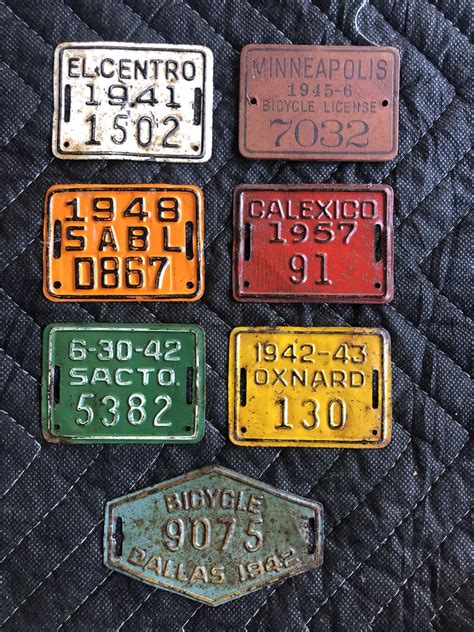 EL CENTRO
1941
1502
MINNEAPOLIS
1945-6
BICYCLE LICENSE
7032
1948
SABL
D867
CALEXICO
1957
91
6-30-42
SACTO.
5382
1942-43
OXNARD
130
BICYCLE
9075
DALLAS 1942